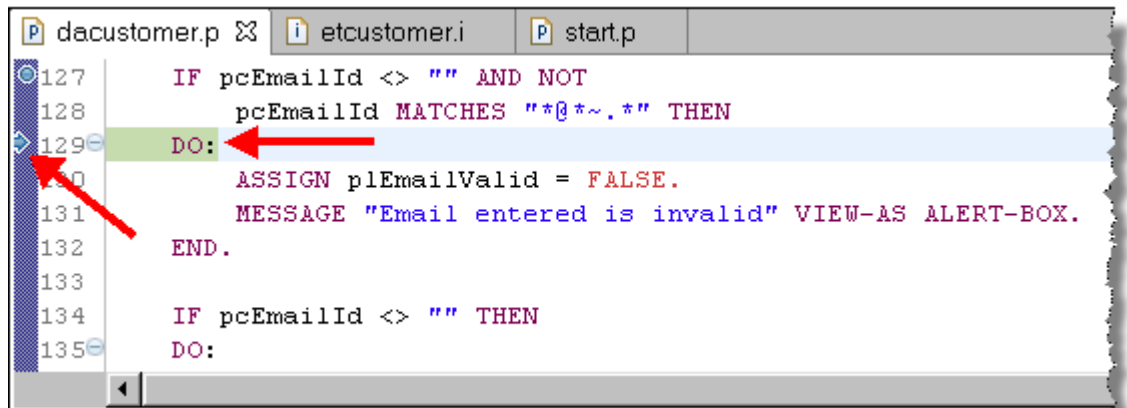 dacustomer.p etcustomer.i start.p
127 IF pcEmailId <> "" AND NOT
128 pcEmailId MATCHES "*@*~.*" THEN
129 DO:
130 ASSIGN plEmailValid = FALSE.
131 MESSAGE "Email entered is invalid" VIEW-AS ALERT-BOX.
132 END.
133
134 IF pcEmailId <> "" THEN
135 DO: